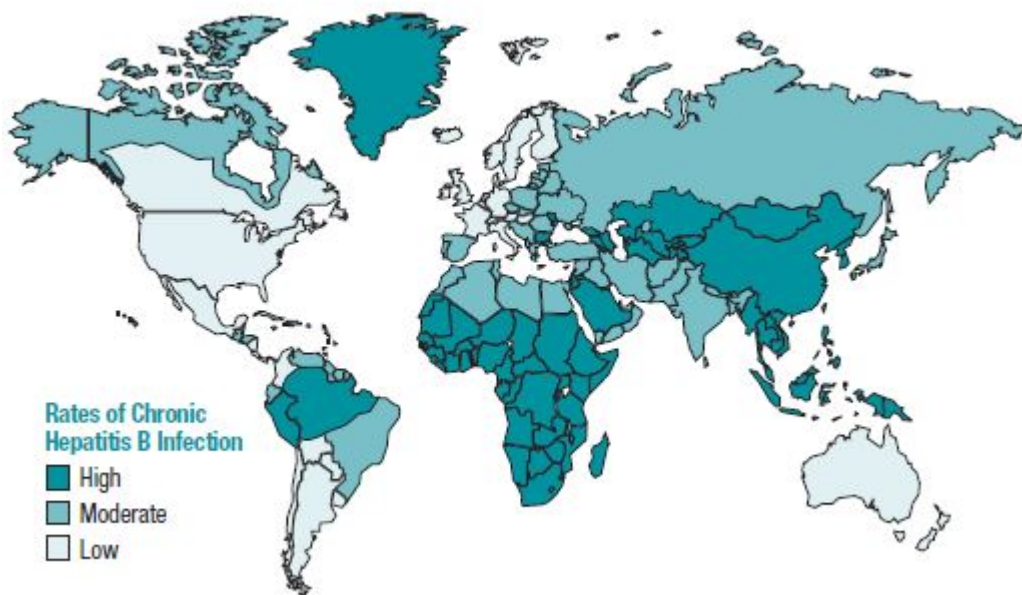 Rates of Chronic
Hepatitis B Infection
High
Moderate
Low